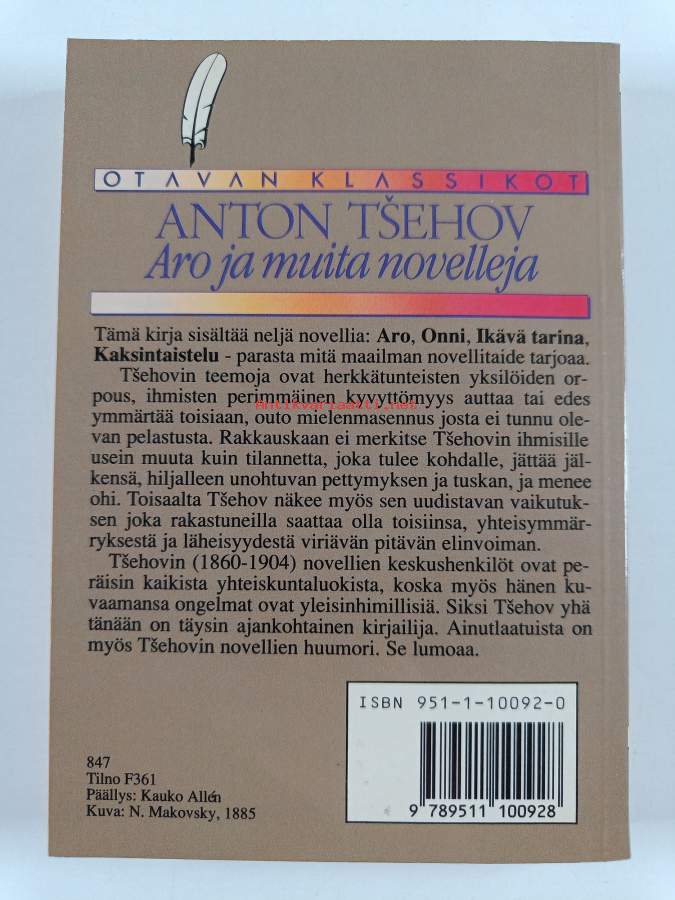 OTAVAN KLASSIKOT
ANTON TŠEHOV
Aro ja muita novelleja
Tämä kirja sisältää neljä novellia: Aro, Onni, Ikävä tarina,
Kaksintaistelu - parasta mitä maailman novellitaide tarjoaa.
Tšehovin teemoja ovat herkkätunteisten yksilöiden or-
pous, ihmisten perimmäinen kyvyttömyys auttaa tai edes
Antikvariaatti.net
ymmärtää toisiaan, outo mielenmasennus josta ei tunnu ole-
van pelastusta. Rakkauskaan ei merkitse Tšehovin ihmisille
usein muuta kuin tilannetta, joka tulee kohdalle, jättää jäl-
kensä, hiljalleen unohtuvan pettymyksen ja tuskan, ja menee
ohi. Toisaalta Tšehov näkee myös sen uudistavan vaikutuk-
sen joka rakastuneilla saattaa olla toisiinsa, yhteisymmär-
ryksestä ja läheisyydestä viriävän pitävän elinvoiman.
Tšehovin (1860-1904) novellien keskushenkilöt ovat pe-
räisin kaikista yhteiskuntaluokista, koska myös hänen ku-
vaamansa ongelmat ovat yleisinhimillisiä. Siksi Tšehov yhä
tänään on täysin ajankohtainen kirjailija. Ainutlaatuista on
myös Tšehovin novellien huumori. Se lumoaa.
ISBN 951-1-10092-0
9 789511 100928
847
Tilno F361
Päällys: Kauko Allén
Kuva: N. Makovsky, 1885